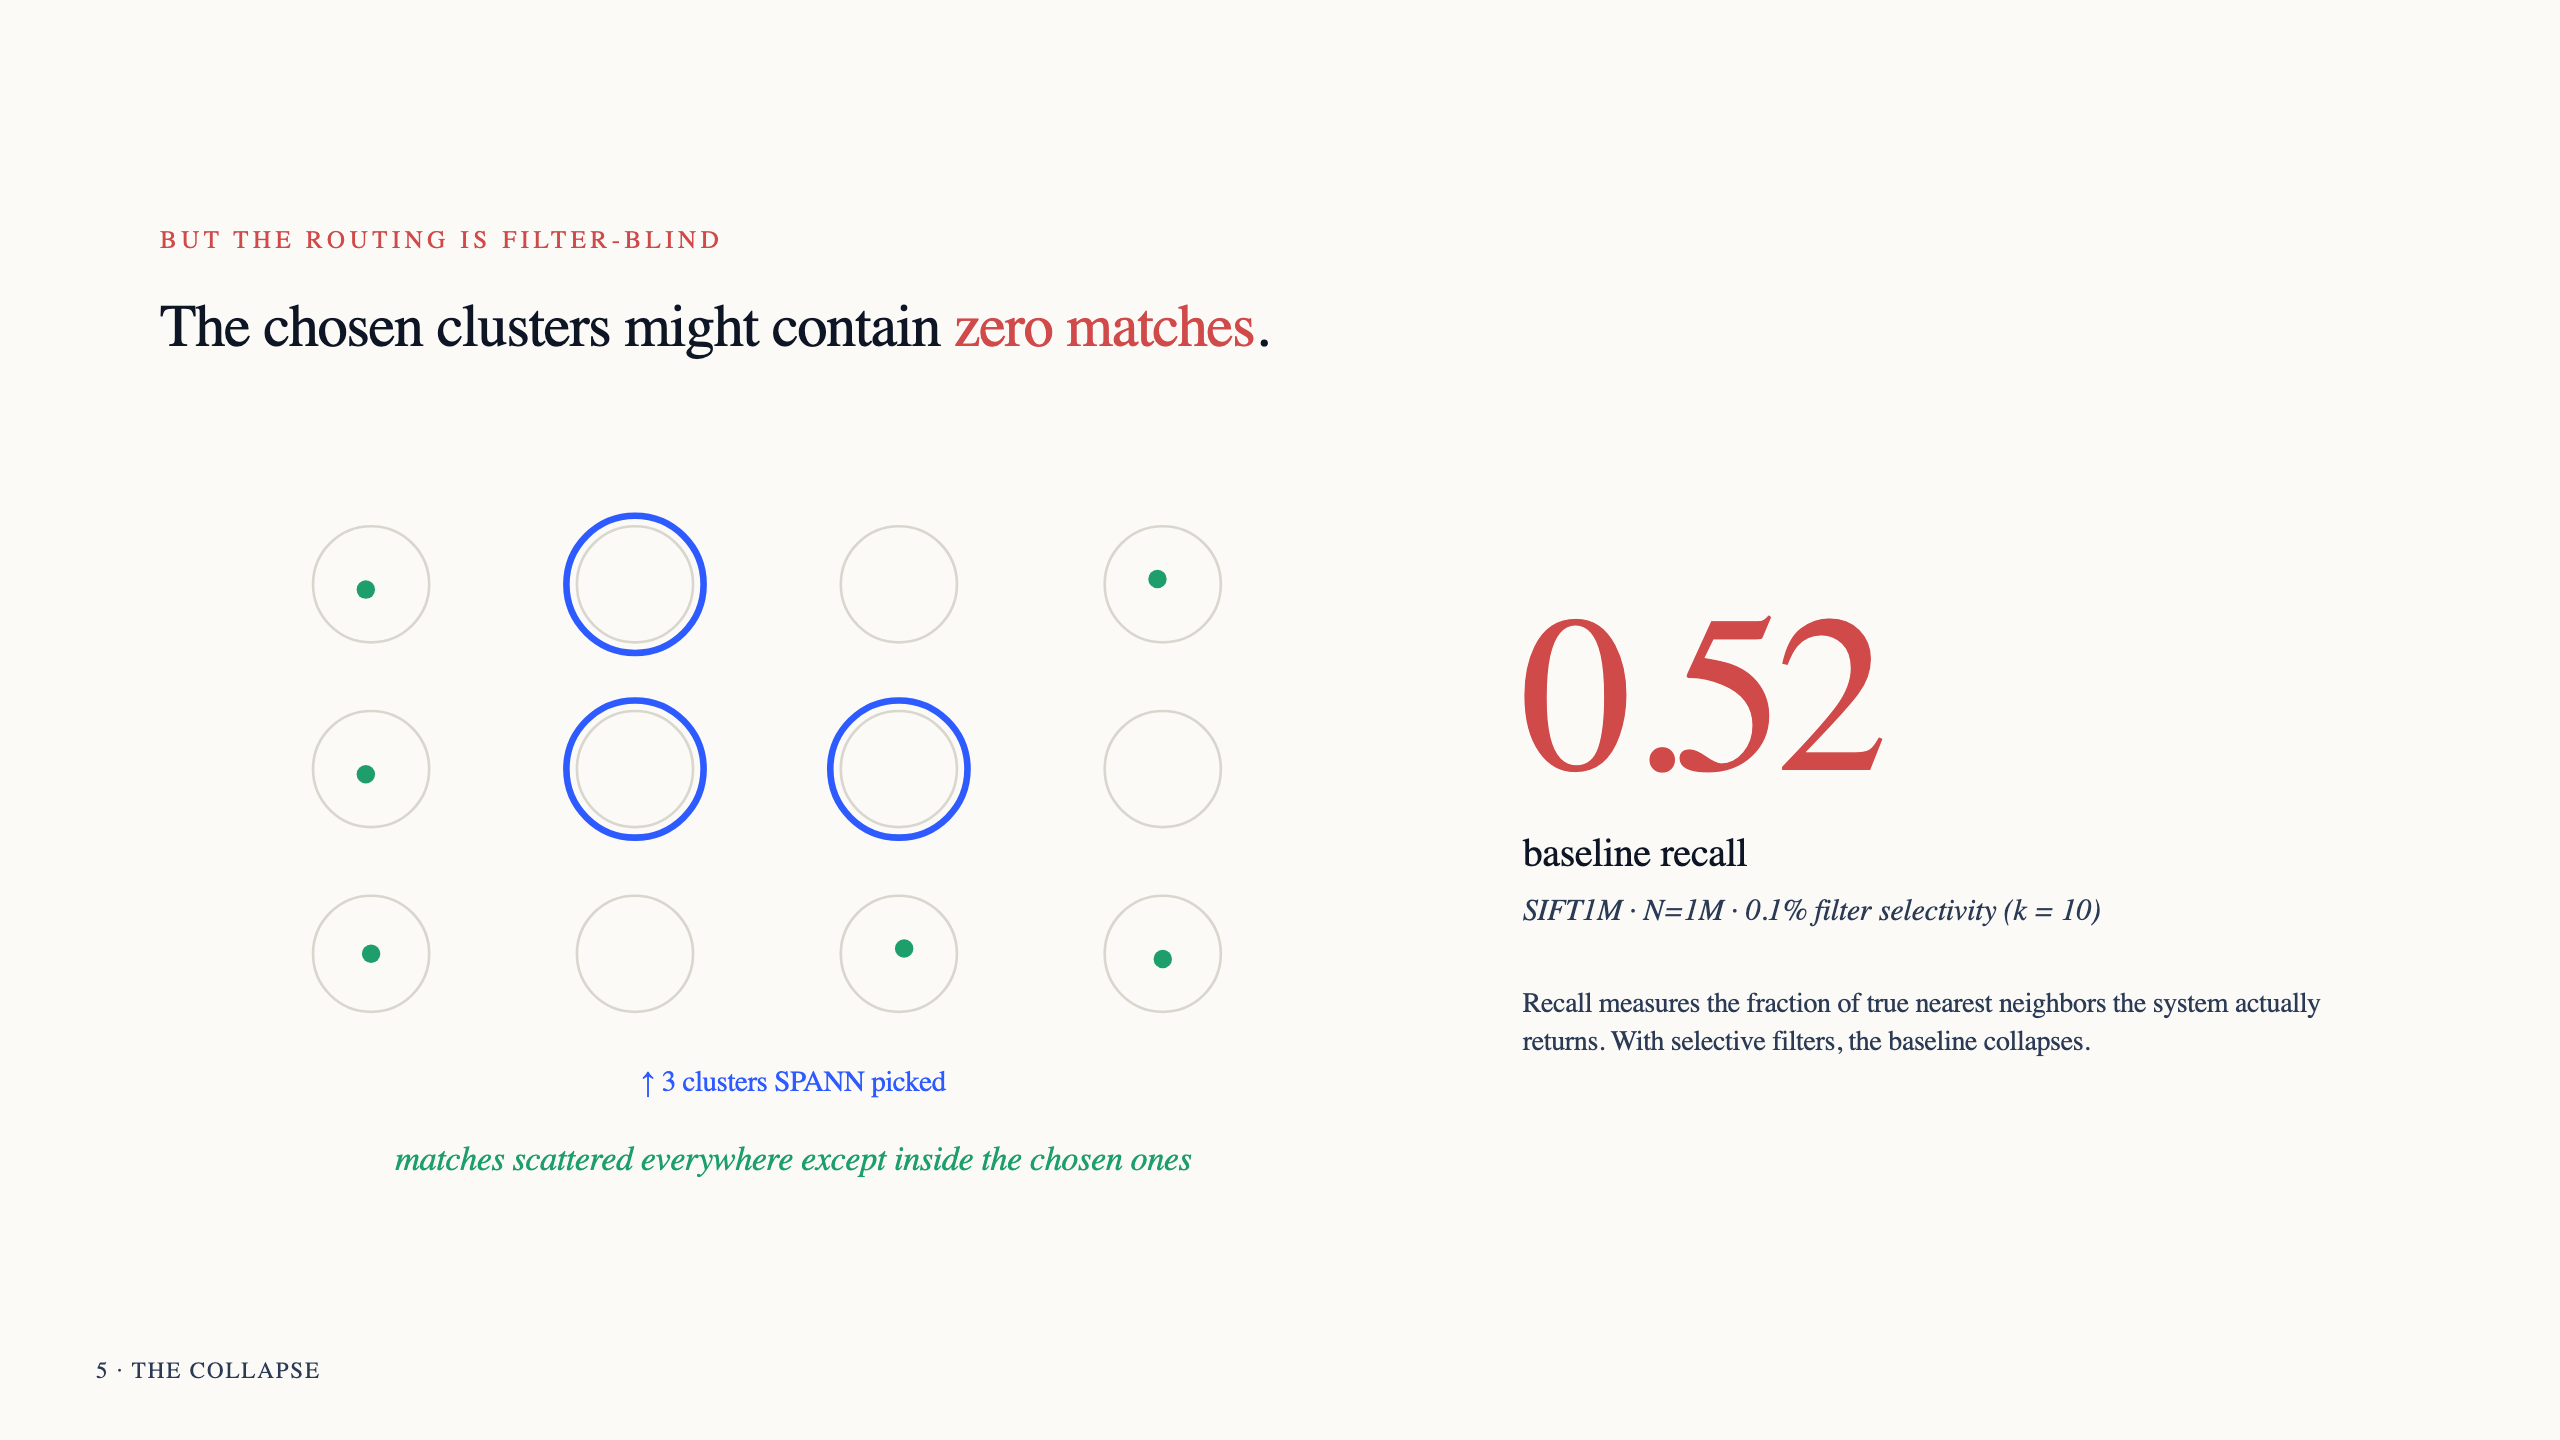 BUT THE ROUTING IS FILTER-BLIND
The chosen clusters might contain zero matches.
↑ 3 clusters SPANN picked
matches scattered everywhere except inside the chosen ones
0.52
baseline recall
SIFT1M · N=1M · 0.1% filter selectivity (k = 10)
Recall measures the fraction of true nearest neighbors the system actually
returns. With selective filters, the baseline collapses.
5 · THE COLLAPSE